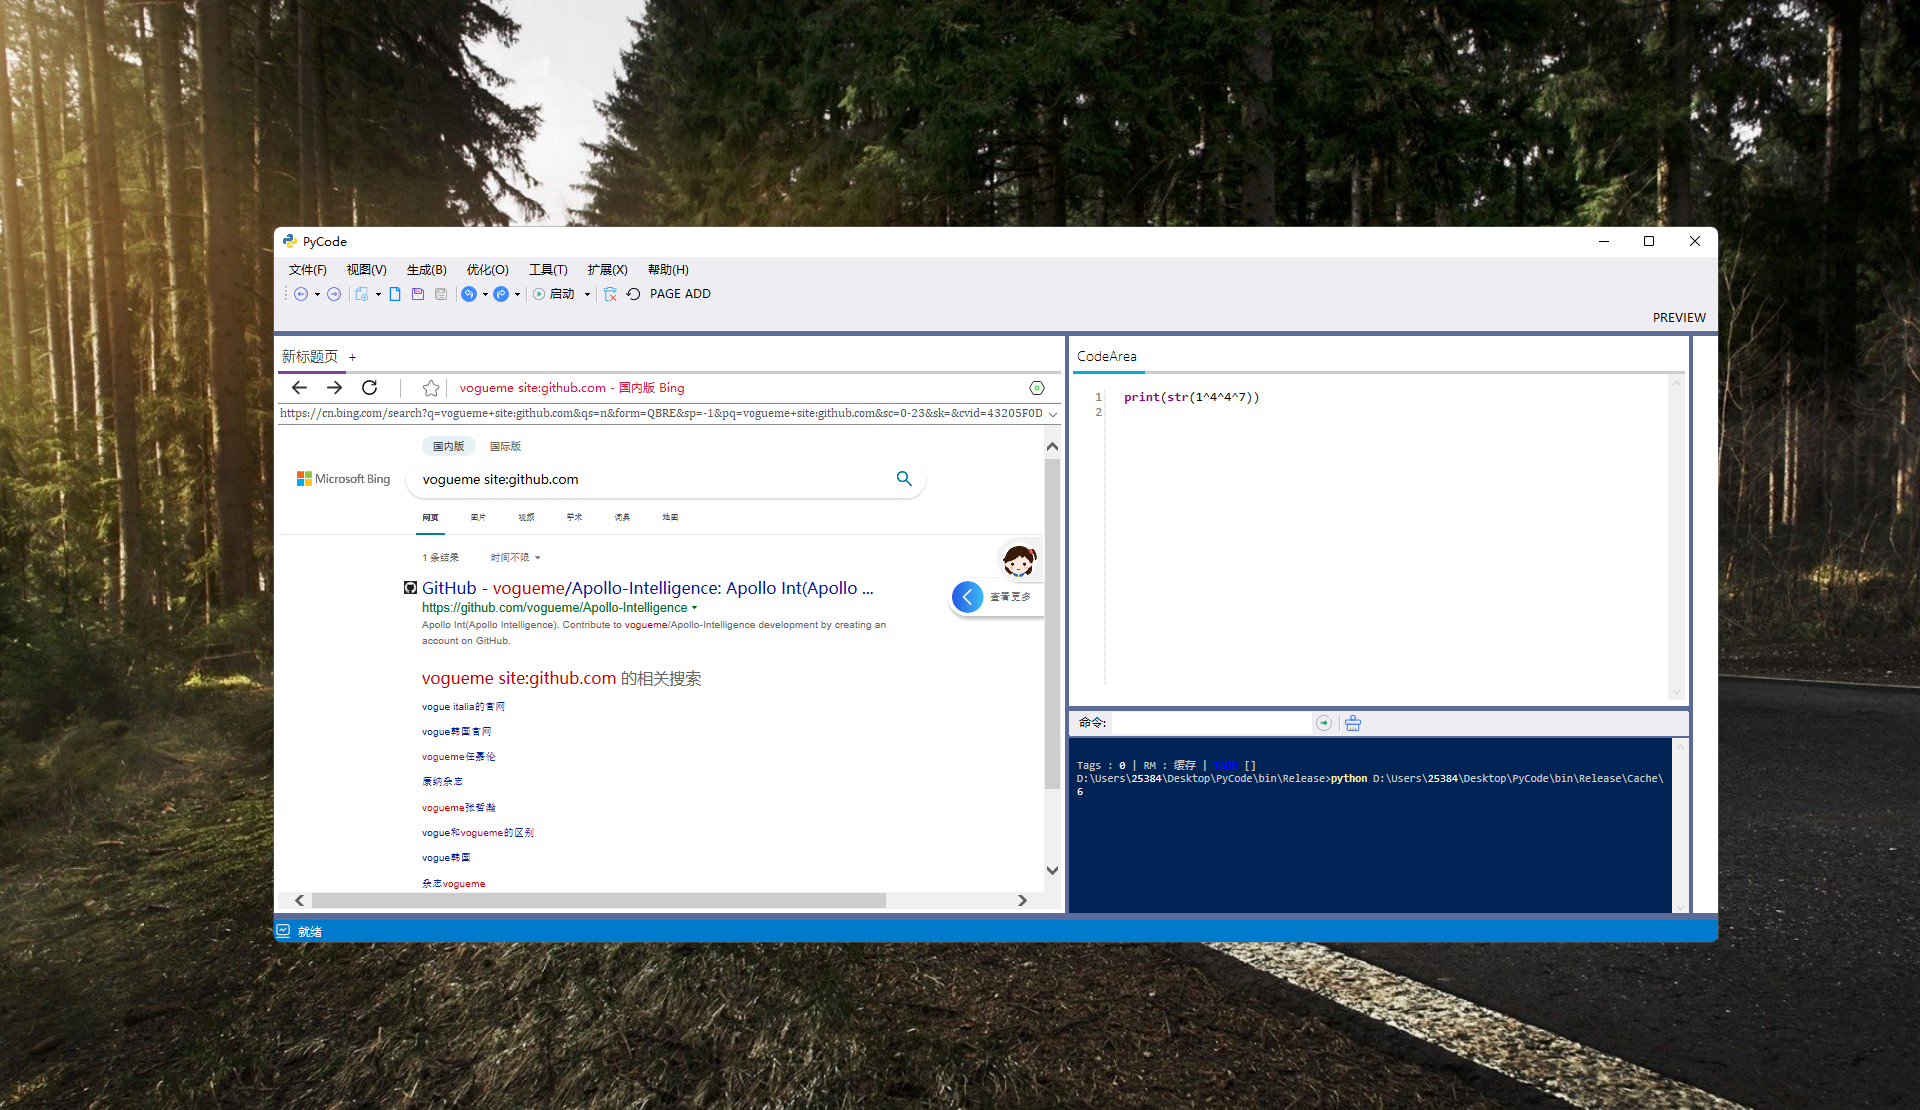 PyCode
文件(F) 视图(V) 生成(B) 优化(O) 工具(T) 扩展(X) 帮助(H)
启动 PAGE ADD
PREVIEW
新标题页 +
vogueme site:github.com - 国内版 Bing
https://cn.bing.com/search?q=vogueme+site:github.com&qs=n&form=QBRE&sp=-1&pq=vogueme+site:github.com&sc=0-23&sk=&cvid=43205F0D
国内版 国际版
Microsoft Bing
vogueme site:github.com
网页 图片 视频 学术 词典 地图
1 条结果 时间不限
GitHub - vogueme/Apollo-Intelligence: Apollo Int(Apollo ...
https://github.com/vogueme/Apollo-Intelligence
Apollo Int(Apollo Intelligence). Contribute to vogueme/Apollo-Intelligence development by creating an
account on GitHub.
查看更多
vogueme site:github.com 的相关搜索
vogue italia的官网
vogue韩国官网
vogueme任嘉伦
康纳杂志
vogueme张哲瀚
vogue和vogueme的区别
vogue韩国
杂志vogueme
CodeArea
1 print(str(1^4^4^7))
2
命令:
Tags : 0 | RM : 缓存 | []
D:\Users\25384\Desktop\PyCode\bin\Release>python D:\Users\25384\Desktop\PyCode\bin\Release\Cache\
6
就绪